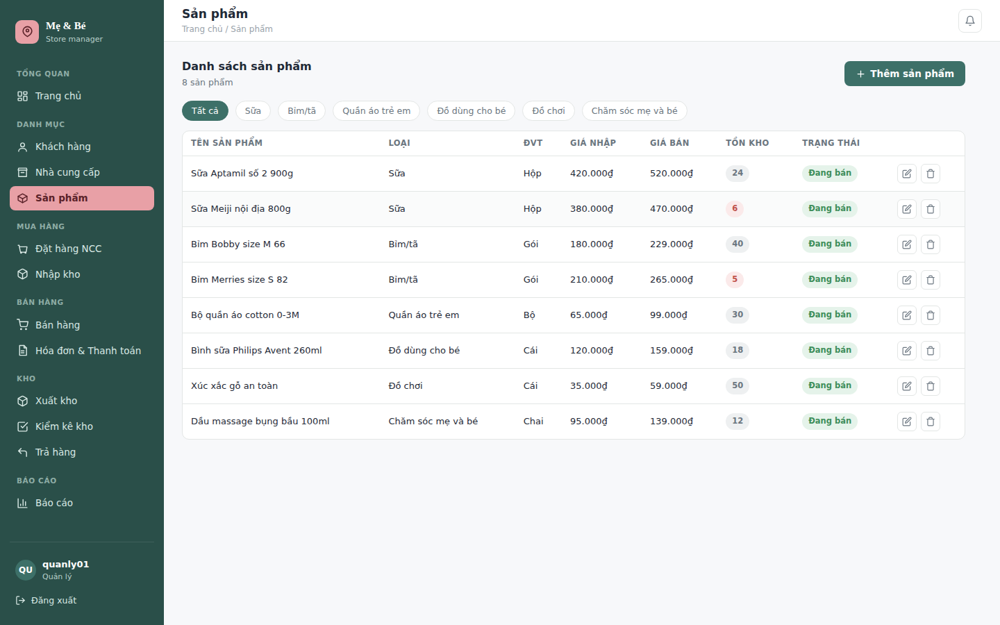 Mẹ & Bé
Store manager
TỔNG QUAN
Trang chủ
DANH MỤC
Khách hàng
Nhà cung cấp
Sản phẩm
MUA HÀNG
Đặt hàng NCC
Nhập kho
BÁN HÀNG
Bán hàng
Hóa đơn & Thanh toán
KHO
Xuất kho
Kiểm kê kho
Trả hàng
BÁO CÁO
Báo cáo
QU
quanly01
Quản lý
Đăng xuất
Sản phẩm
Trang chủ / Sản phẩm
Danh sách sản phẩm
8 sản phẩm
Thêm sản phẩm
Tất cả Sữa Bỉm/tã Quần áo trẻ em Đồ dùng cho bé Đồ chơi Chăm sóc mẹ và bé
TÊN SẢN PHẨM LOẠI ĐVT GIÁ NHẬP GIÁ BÁN TỒN KHO TRẠNG THÁI
Sữa Aptamil số 2 900g Sữa Hộp 420.000₫ 520.000₫ 24 Đang bán
Sữa Meiji nội địa 800g Sữa Hộp 380.000₫ 470.000₫ 6 Đang bán
Bỉm Bobby size M 66 Bỉm/tã Gói 180.000₫ 229.000₫ 40 Đang bán
Bỉm Merries size S 82 Bỉm/tã Gói 210.000₫ 265.000₫ 5 Đang bán
Bộ quần áo cotton 0-3M Quần áo trẻ em Bộ 65.000₫ 99.000₫ 30 Đang bán
Bình sữa Philips Avent 260ml Đồ dùng cho bé Cái 120.000₫ 159.000₫ 18 Đang bán
Xúc xắc gỗ an toàn Đồ chơi Cái 35.000₫ 59.000₫ 50 Đang bán
Dầu massage bụng bầu 100ml Chăm sóc mẹ và bé Chai 95.000₫ 139.000₫ 12 Đang bán